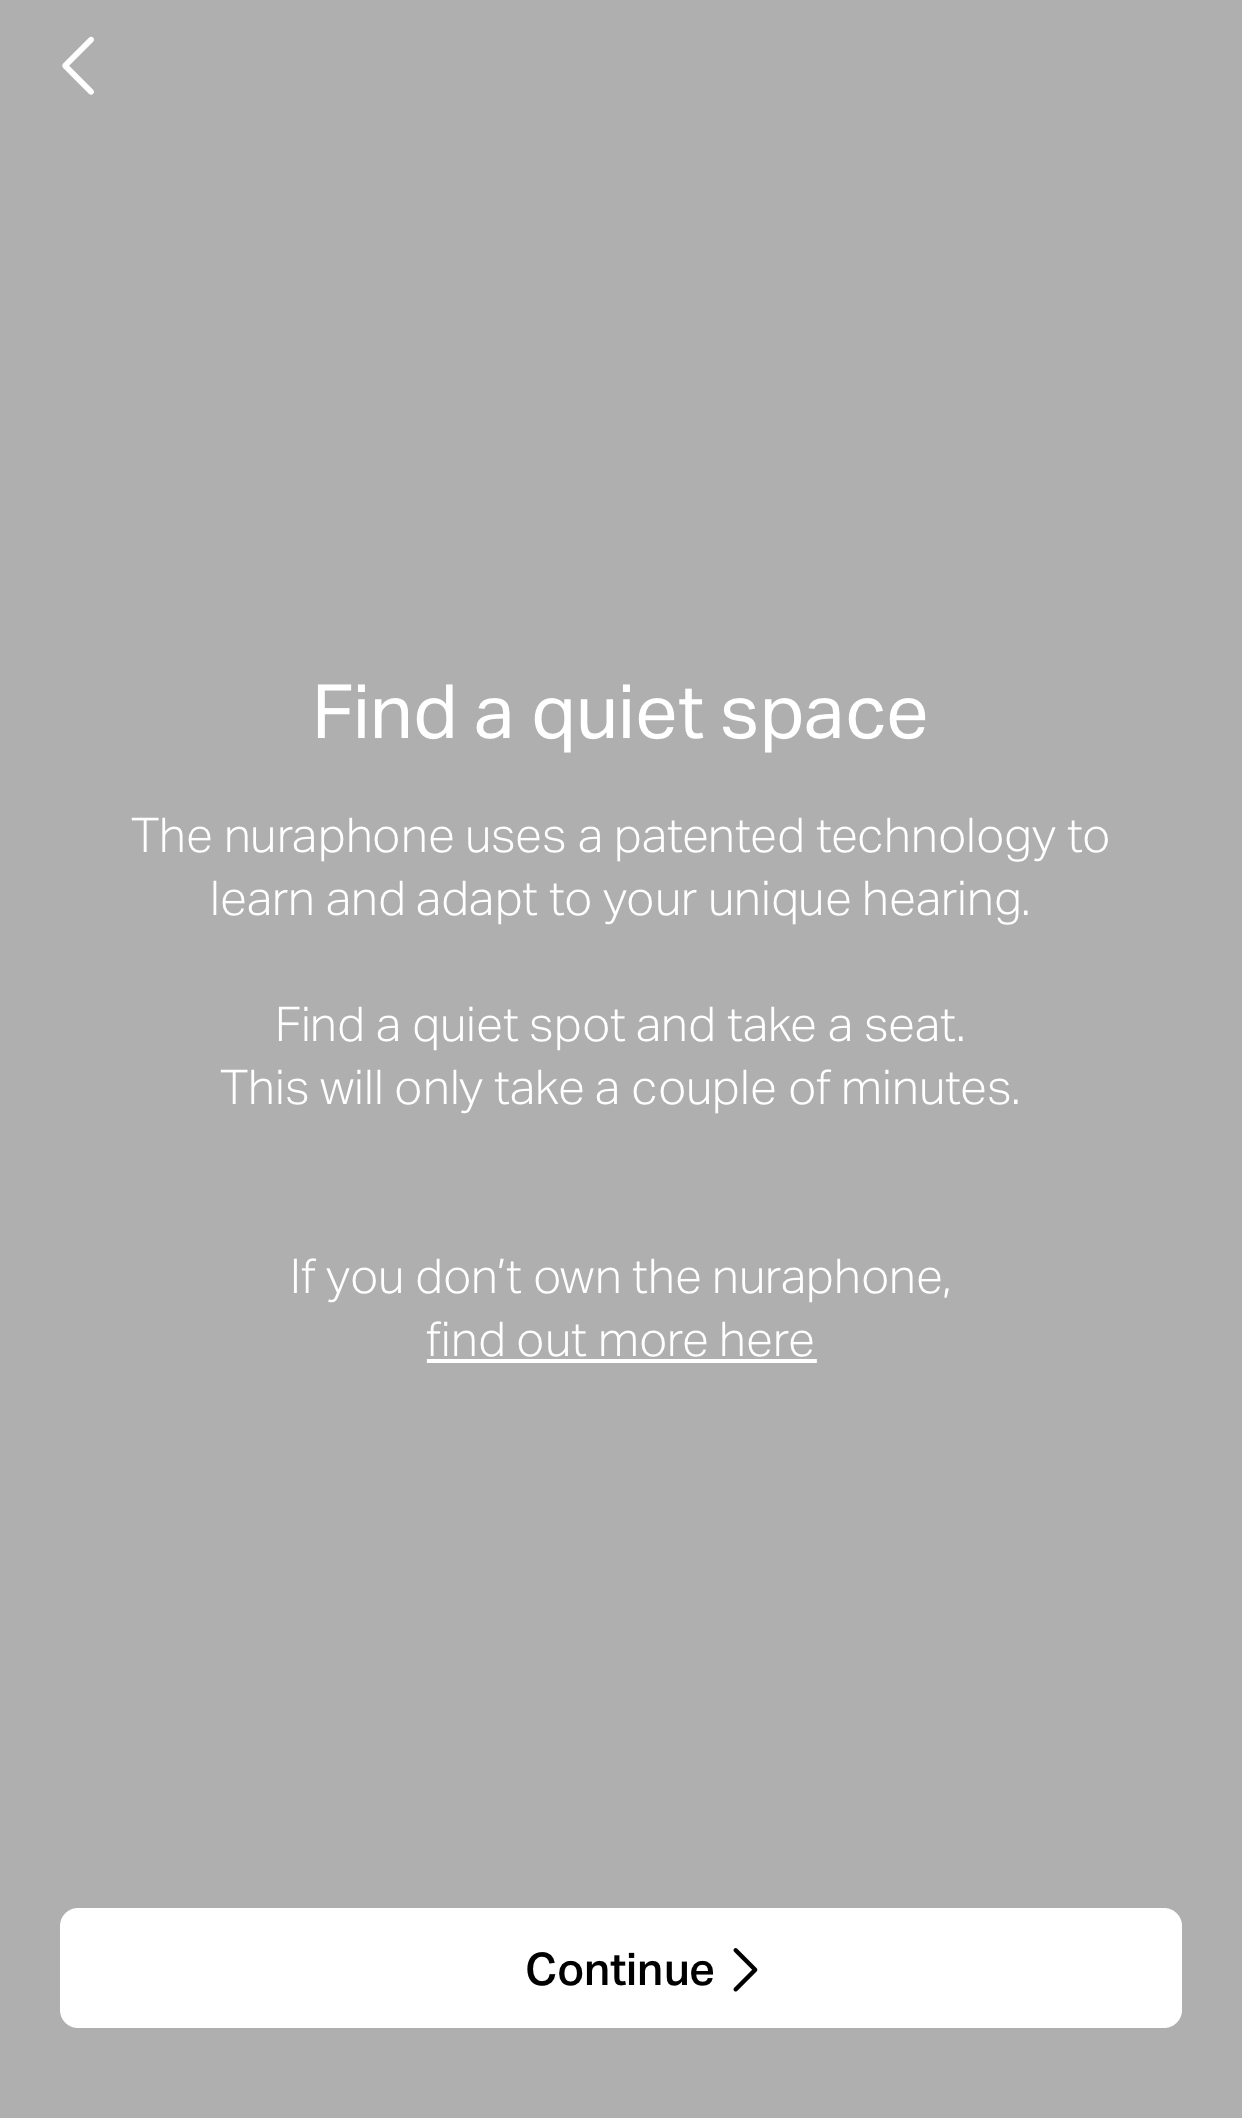 Find a quiet space
The nuraphone uses a patented technology to
learn and adapt to your unique hearing.
Find a quiet spot and take a seat.
This will only take a couple of minutes.
If you don’t own the nuraphone,
find out more here
Continue